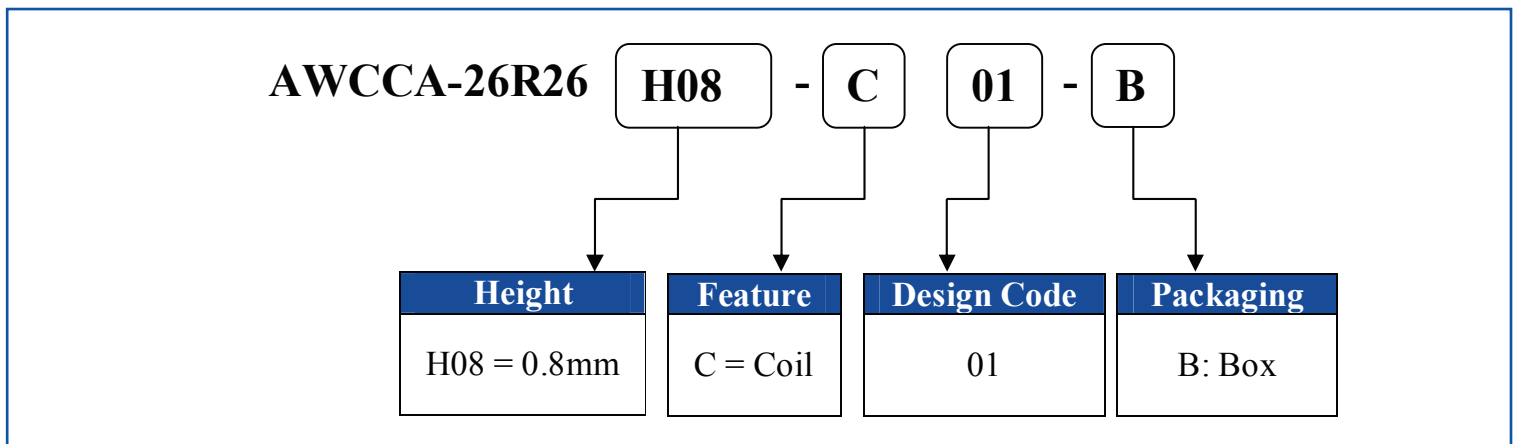 AWCCA-26R26 H08 - C 01 - B
Height Feature Design Code Packaging
H08 = 0.8mm C = Coil 01 B: Box